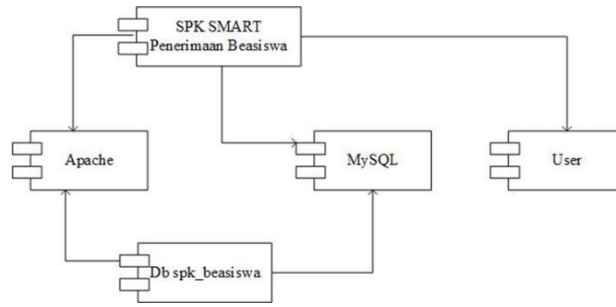 SPK SMART
Penerimaan Beasiswa
Apache
MySQL
User
Db spk_beasiswa